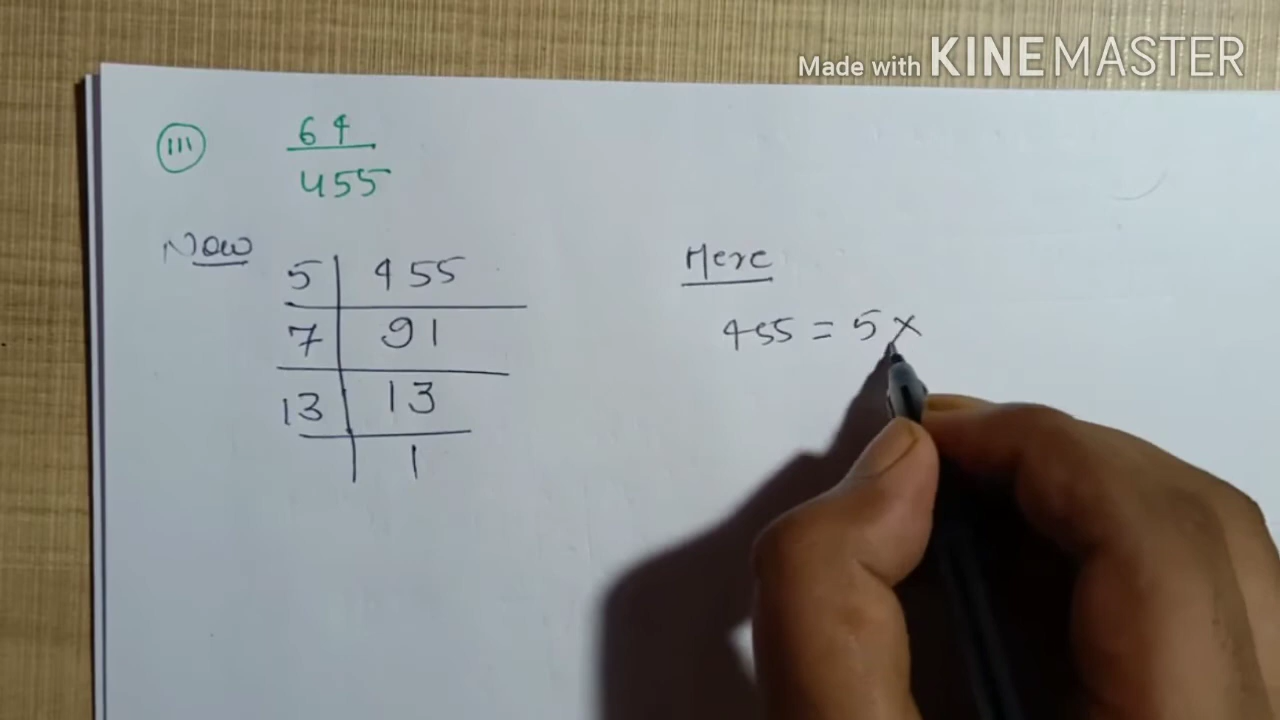 Made with KINEMASTER
(iii) 64/455
Now
5 | 455
7 | 91
13 | 13
| 1
Here
455 = 5 ×